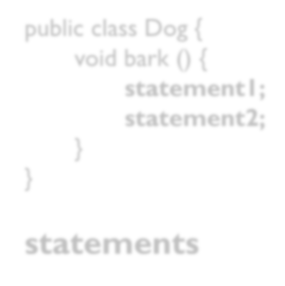 public class Dog {
void bark () {
statement1;
statement2;
}
}
statements